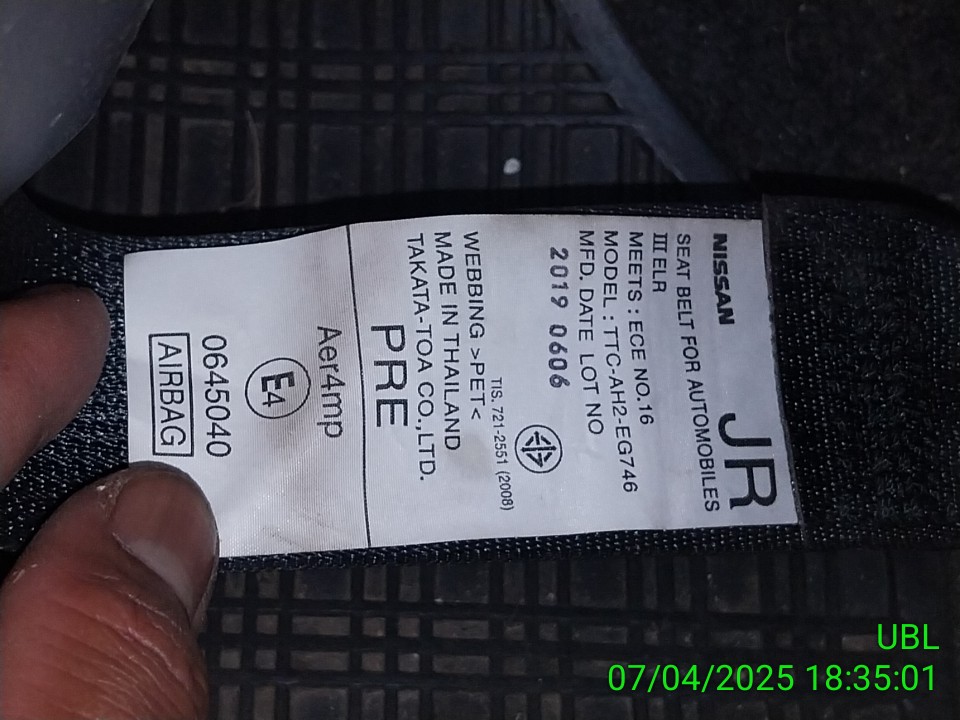 NISSAN
JR
SEAT BELT FOR AUTOMOBILES
III ELR
MEETS : ECE NO.16
MODEL : TTC-AH2-EG746
MFD. DATE LOT NO
2019 0606
TIS. 721-2551 (2008)
WEBBING >PET<
MADE IN THAILAND
TAKATA-TOA CO.,LTD.
PRE
Aer4mp
E4
0645040
AIRBAG
UBL
07/04/2025 18:35:01